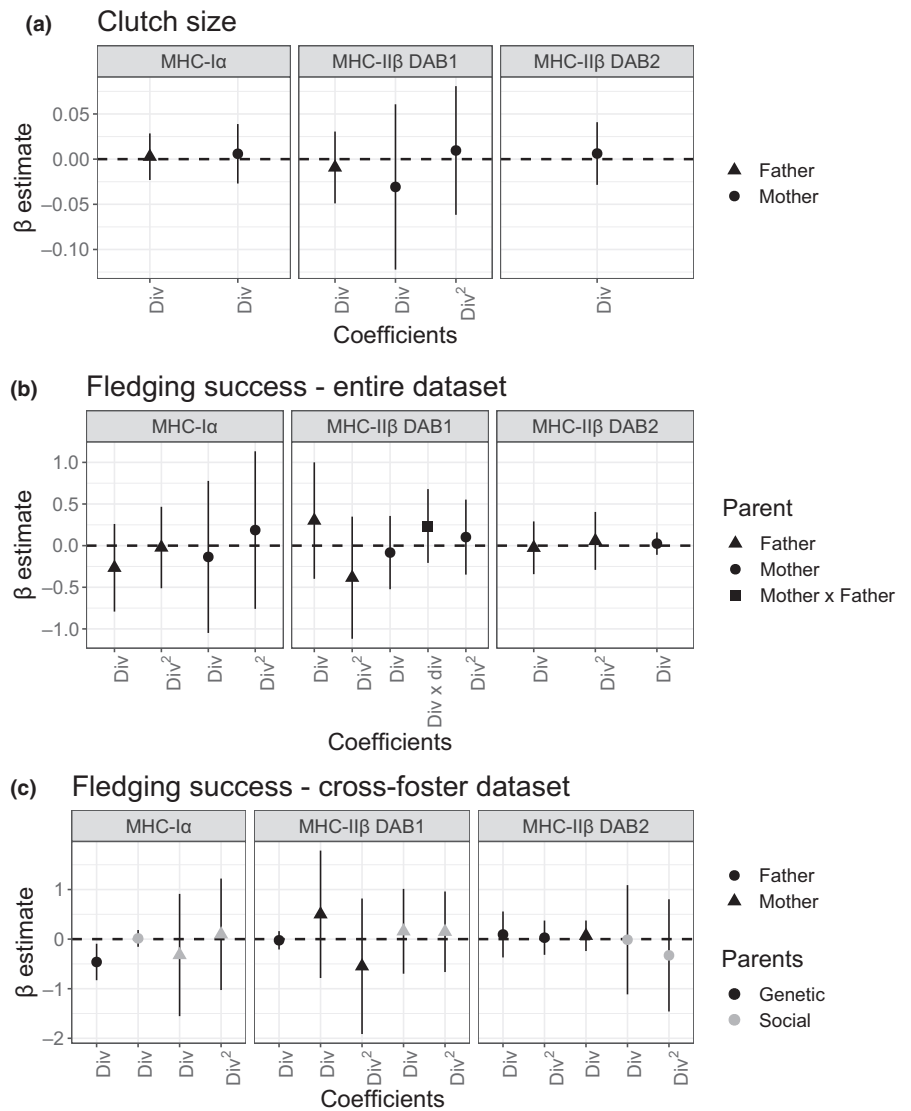 (a) Clutch size
MHC-Iα MHC-IIβ DAB1 MHC-IIβ DAB2
0.05
0.00
−0.05
−0.10
β estimate
Div Div Div Div Div² Div
Coefficients
Father
Mother
(b) Fledging success - entire dataset
MHC-Iα MHC-IIβ DAB1 MHC-IIβ DAB2
1.0
0.5
0.0
−0.5
−1.0
β estimate
Div Div² Div Div² Div Div² Div Div x div Div² Div Div² Div
Coefficients
Parent
Father
Mother
Mother x Father
(c) Fledging success - cross-foster dataset
MHC-Iα MHC-IIβ DAB1 MHC-IIβ DAB2
1
0
−1
−2
β estimate
Div Div Div Div² Div Div Div² Div Div² Div Div² Div Div Div²
Coefficients
Father
Mother
Parents
Genetic
Social